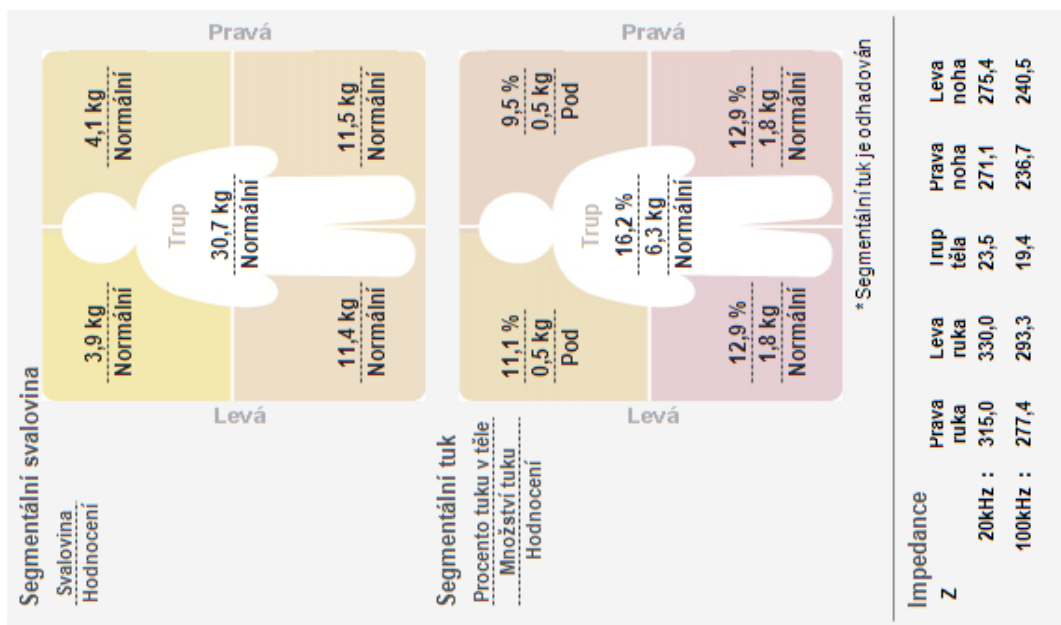 Segmentální svalovina
Svalovina
Hodnocení
Levá
Pravá
3,9 kg
Normální
4,1 kg
Normální
Trup
30,7 kg
Normální
11,4 kg
Normální
11,5 kg
Normální
Segmentální tuk
Procento tuku v těle
Množství tuku
Hodnocení
Levá
Pravá
11,1 %
0,5 kg
Pod
9,5 %
0,5 kg
Pod
Trup
16,2 %
6,3 kg
Normální
12,9 %
1,8 kg
Normální
12,9 %
1,8 kg
Normální
*Segmentální tuk je odhadován
Impedance
Z Prava ruka Leva ruka Trup těla Prava noha Leva noha
20kHz : 315,0 330,0 23,5 271,1 275,4
100kHz : 277,4 293,3 19,4 236,7 240,5